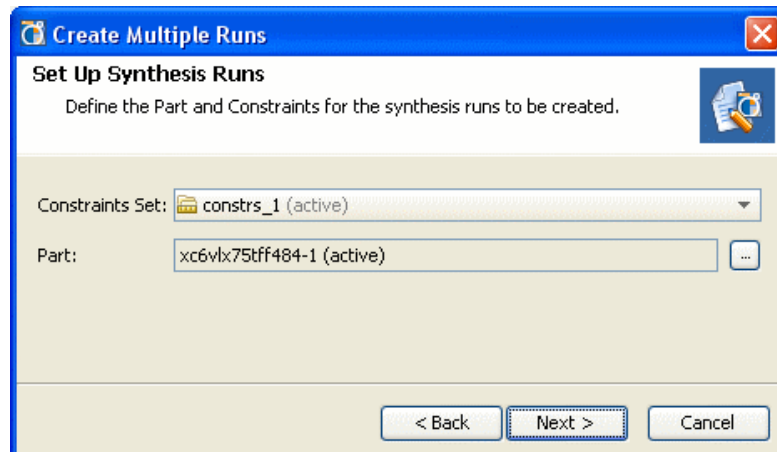 Create Multiple Runs
Set Up Synthesis Runs
Define the Part and Constraints for the synthesis runs to be created.
Constraints Set: constrs_1 (active)
Part: xc6vlx75tff484-1 (active) ...
< Back Next > Cancel